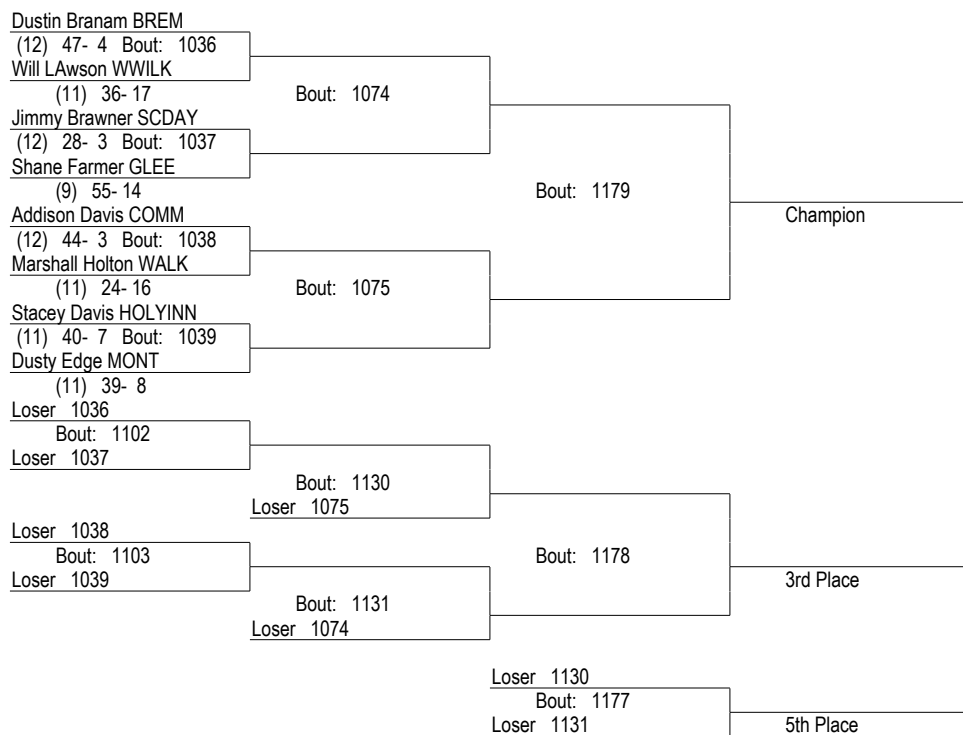 Dustin Branam BREM
(12) 47- 4 Bout: 1036
Will LAwson WWILK
(11) 36- 17
Bout: 1074
Jimmy Brawner SCDAY
(12) 28- 3 Bout: 1037
Shane Farmer GLEE
(9) 55- 14
Bout: 1179
Addison Davis COMM
Champion
(12) 44- 3 Bout: 1038
Marshall Holton WALK
(11) 24- 16
Bout: 1075
Stacey Davis HOLYINN
(11) 40- 7 Bout: 1039
Dusty Edge MONT
(11) 39- 8
Loser 1036
Bout: 1102
Loser 1037
Bout: 1130
Loser 1075
Loser 1038
Bout: 1103
Bout: 1178
Loser 1039
3rd Place
Bout: 1131
Loser 1074
Loser 1130
Bout: 1177
Loser 1131
5th Place